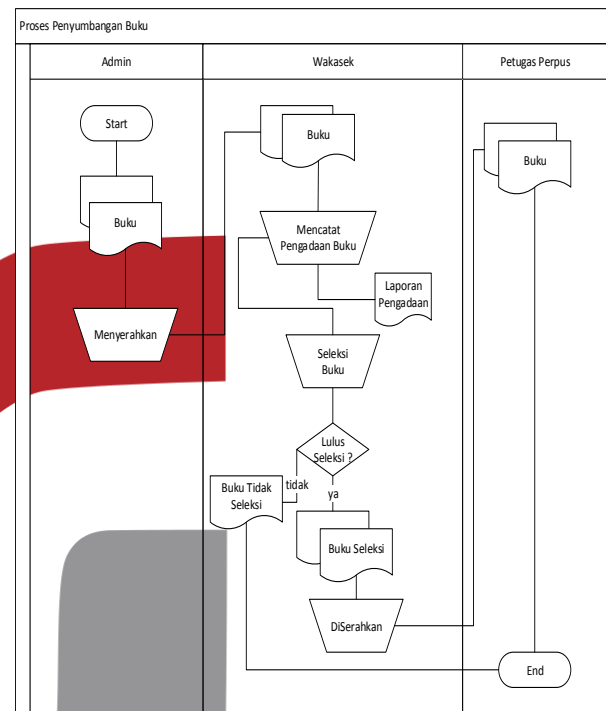 Proses Penyumbangan Buku
Admin
Wakasek
Petugas Perpus
Start
Buku
Menyerahkan
Buku
Mencatat
Pengadaan Buku
Laporan
Pengadaan
Seleksi
Buku
Lulus
Seleksi ?
tidak
ya
Buku Tidak
Seleksi
Buku Seleksi
DiSerahkan
Buku
End